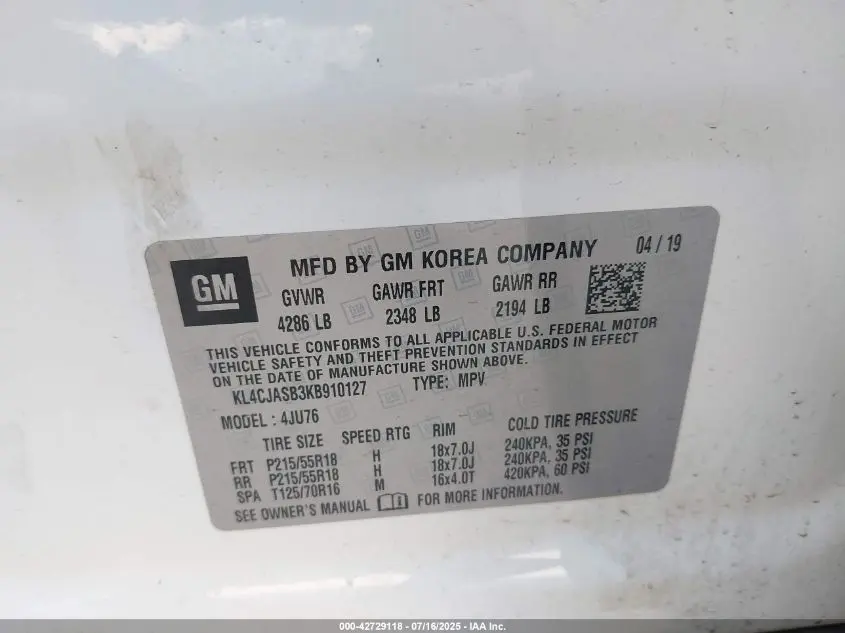 GM
MFD BY GM KOREA COMPANY 04 / 19
GVWR GAWR FRT GAWR RR
4286 LB 2348 LB 2194 LB
THIS VEHICLE CONFORMS TO ALL APPLICABLE U.S. FEDERAL MOTOR
VEHICLE SAFETY AND THEFT PREVENTION STANDARDS IN EFFECT
ON THE DATE OF MANUFACTURE SHOWN ABOVE.
KL4CJASB3KB910127 TYPE: MPV
MODEL: 4JU76
TIRE SIZE SPEED RTG RIM COLD TIRE PRESSURE
FRT P215/55R18 H 18x7.0J 240KPA, 35 PSI
RR P215/55R18 H 18x7.0J 240KPA, 35 PSI
SPA T125/70R16 M 16x4.0T 420KPA, 60 PSI
SEE OWNER'S MANUAL FOR MORE INFORMATION.
000-42729118 - 07/16/2025 - IAA Inc.